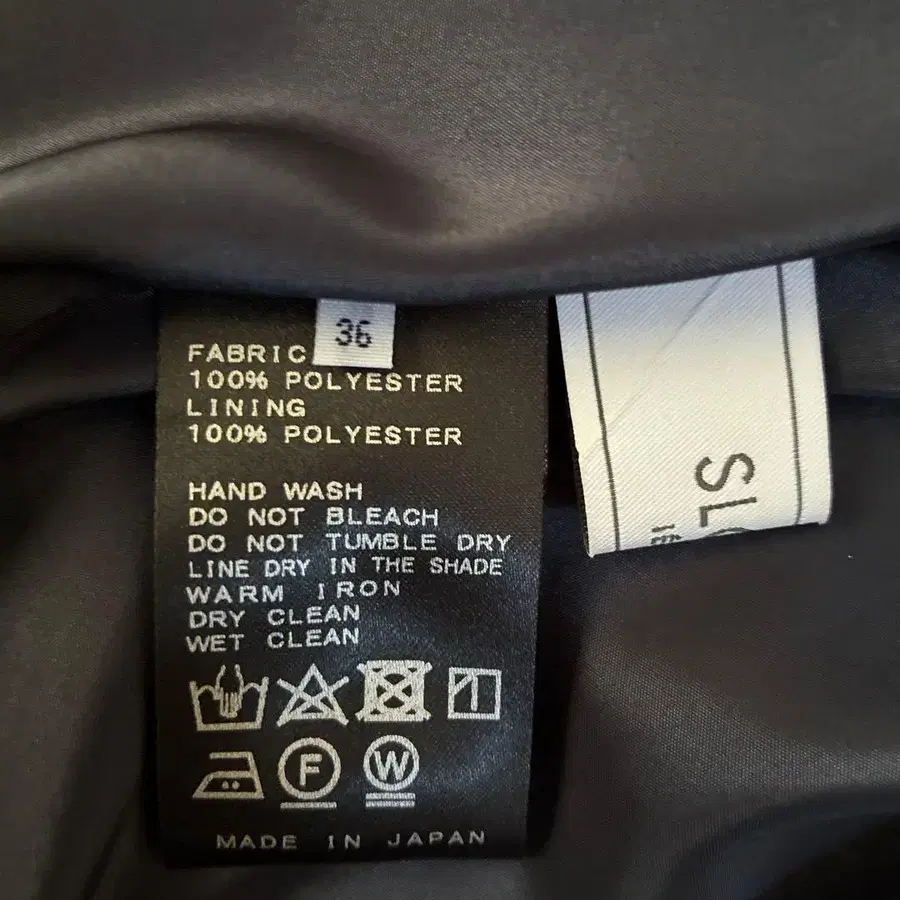 36
FABRIC
100% POLYESTER
LINING
100% POLYESTER
HAND WASH
DO NOT BLEACH
DO NOT TUMBLE DRY
LINE DRY IN THE SHADE
WARM IRON
DRY CLEAN
WET CLEAN
F
W
MADE IN JAPAN
SL